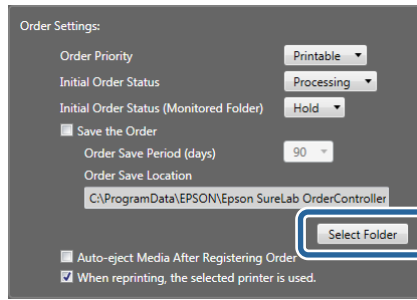 Order Settings:
Order Priority Printable
Initial Order Status Processing
Initial Order Status (Monitored Folder) Hold
Save the Order
Order Save Period (days) 90
Order Save Location
C:\ProgramData\EPSON\Epson SureLab OrderController
Select Folder
Auto-eject Media After Registering Order
When reprinting, the selected printer is used.